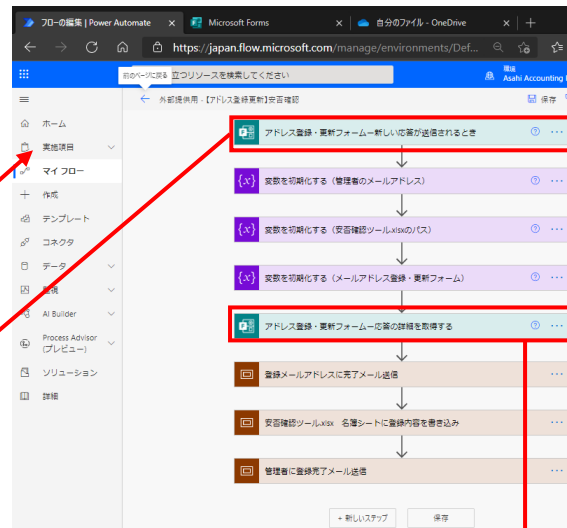 フローの編集 | Power Automate
Microsoft Forms
自分のファイル - OneDrive
https://japan.flow.microsoft.com/manage/environments/Def...
前のページに戻る
立つリソースを検索してください
環境
Asahi Accounting
外部提供用 -【アドレス登録更新】安否確認
保存
ホーム
実施項目
マイ フロー
作成
テンプレート
コネクタ
データ
AI Builder
Process Advisor
(プレビュー)
ソリューション
詳細
アドレス登録・更新フォームー新しい応答が送信されるとき
{x} 変数を初期化する（管理者のメールアドレス）
{x} 変数を初期化する（安否確認ツール.xlsxのパス）
{x} 変数を初期化する（メールアドレス登録・更新フォーム）
アドレス登録・更新フォームー応答の詳細を取得する
登録メールアドレスに完了メール送信
安否確認ツール.xlsx 名簿シートに登録内容を書き込み
管理者に登録完了メール送信
+ 新しいステップ
保存